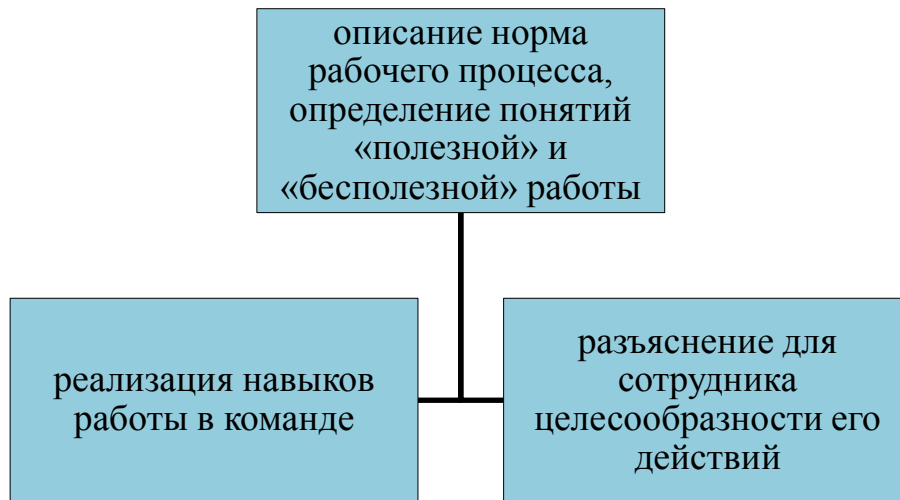 описание норма
рабочего процесса,
определение понятий
«полезной» и
«бесполезной» работы
реализация навыков
работы в команде
разъяснение для
сотрудника
целесообразности его
действий